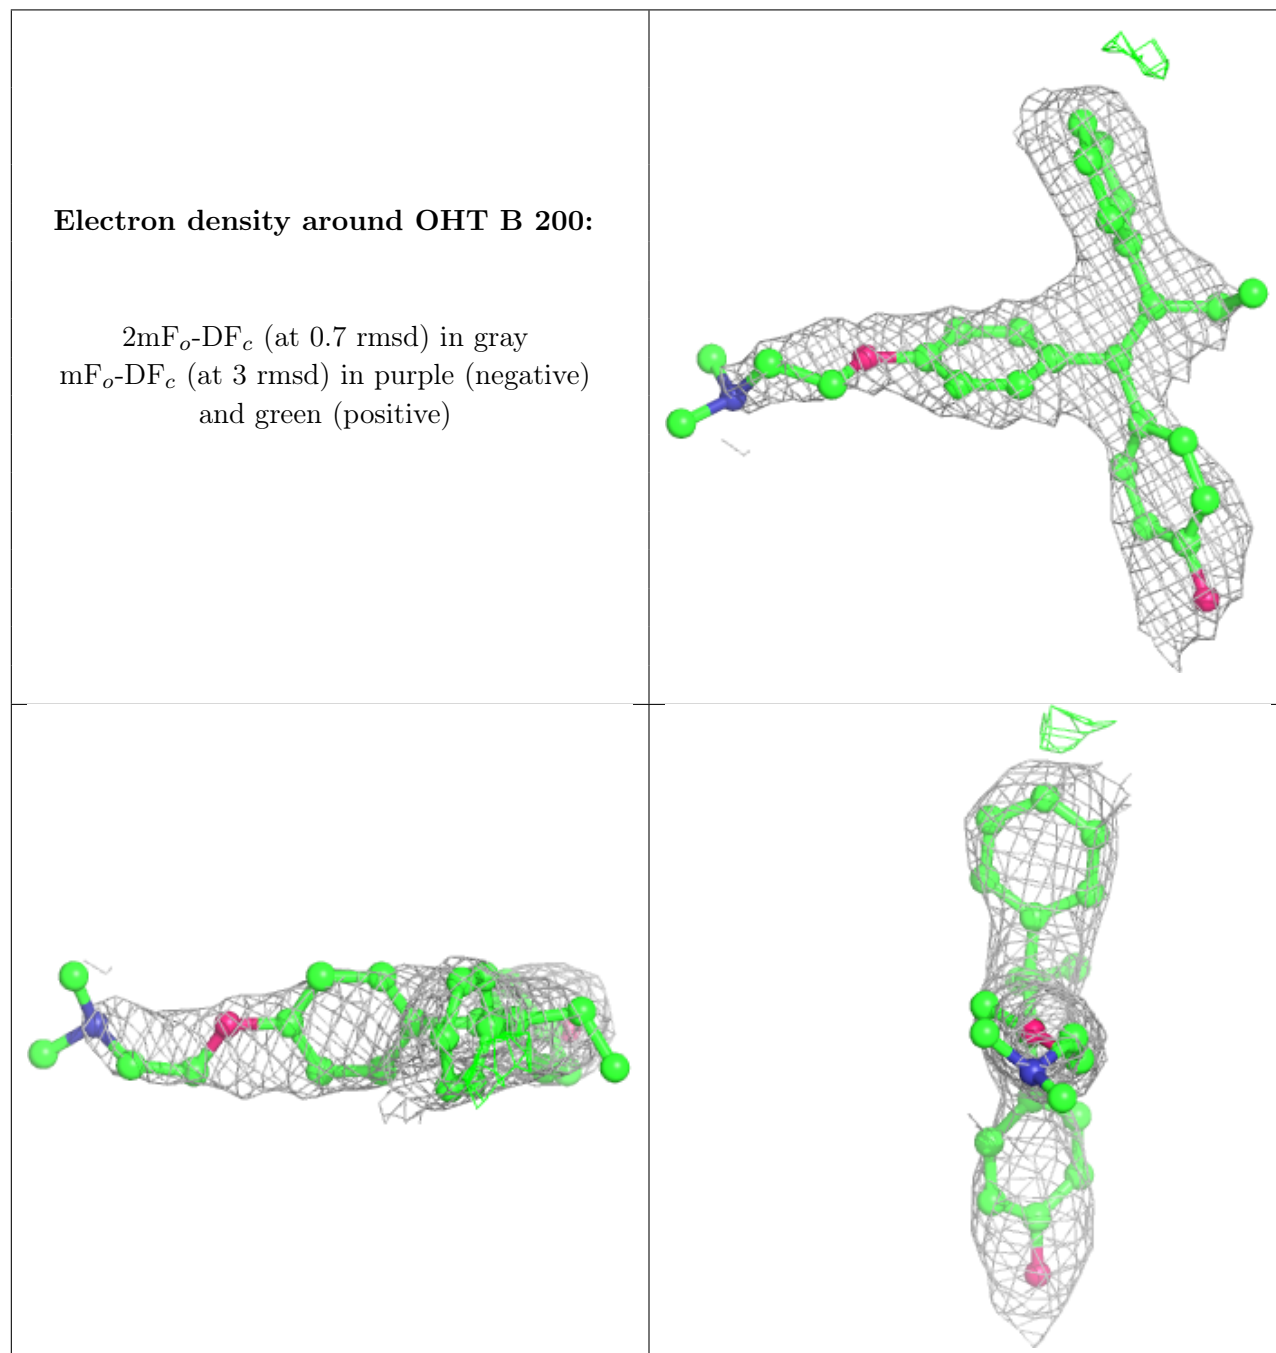 Electron density around OHT B 200:
2mFo-DFc (at 0.7 rmsd) in gray
mFo-DFc (at 3 rmsd) in purple (negative)
and green (positive)